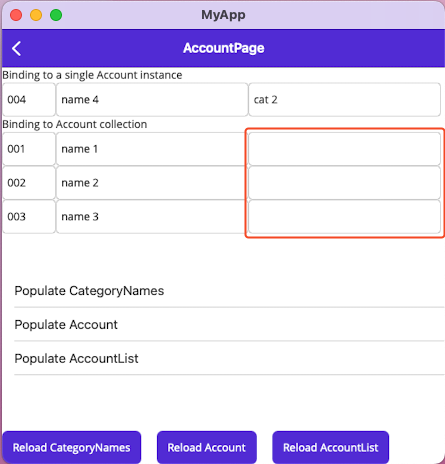 MyApp
AccountPage
Binding to a single Account instance
004 name 4 cat 2
Binding to Account collection
001 name 1
002 name 2
003 name 3
Populate CategoryNames
Populate Account
Populate AccountList
Reload CategoryNames Reload Account Reload AccountList